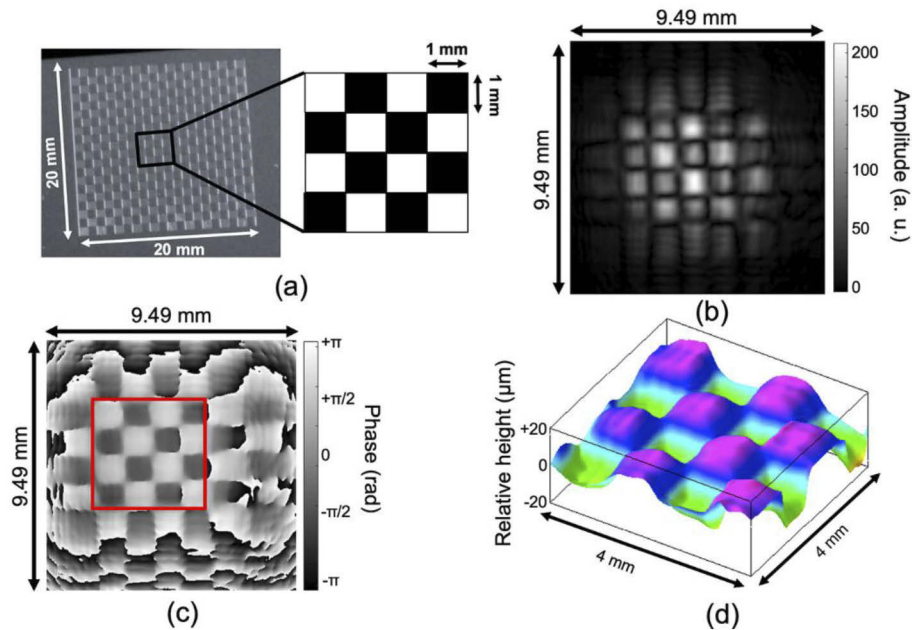 1 mm
1 mm
20 mm
20 mm
(a)
9.49 mm
9.49 mm
200
150
100
50
0
Amplitude (a. u.)
(b)
9.49 mm
9.49 mm
+π
+π/2
0
-π/2
-π
Phase (rad)
(c)
Relative height (μm)
+20
0
-20
4 mm
4 mm
(d)